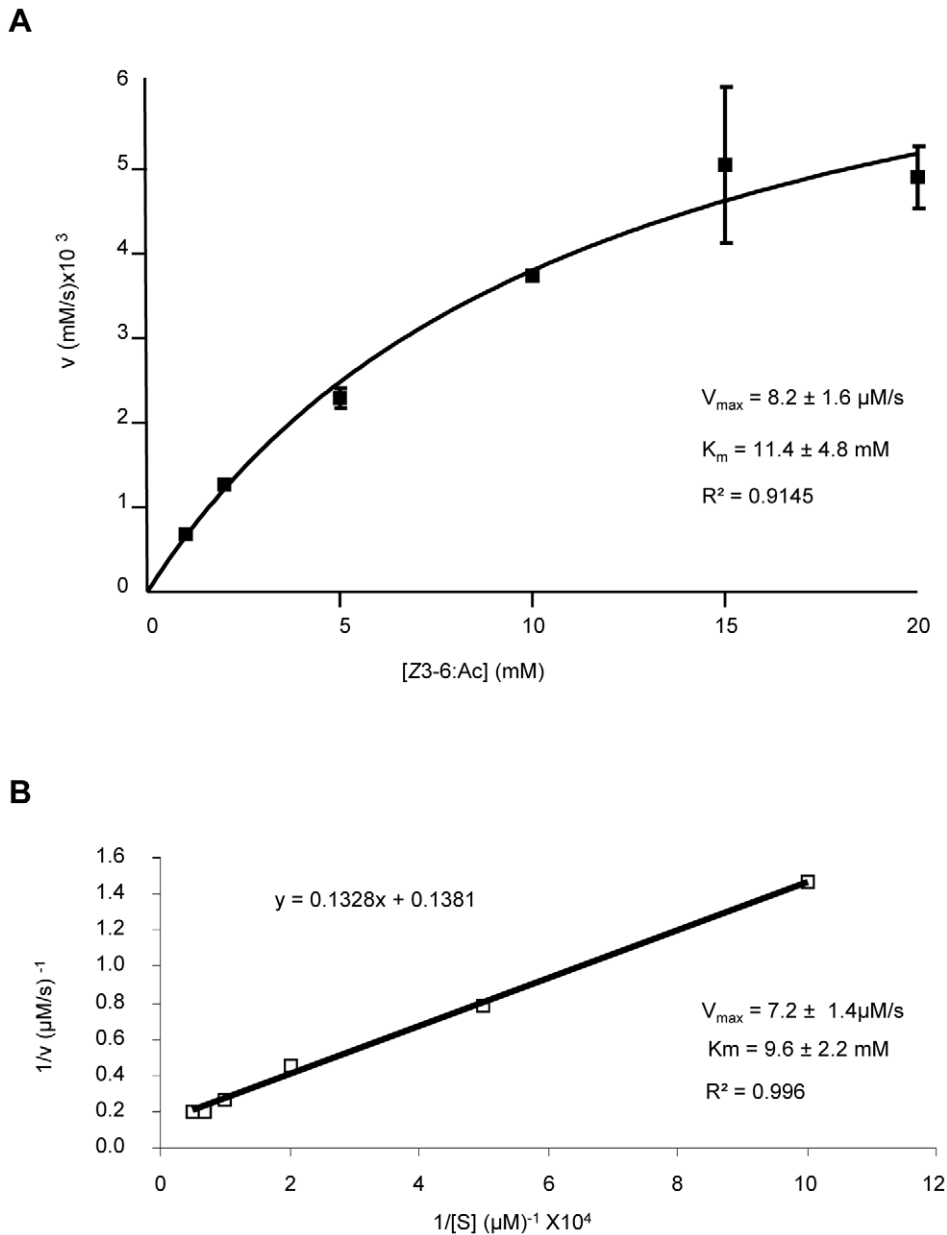 A
6
5
4
3
2
1
0
v (mM/s)x10 ³
V_max = 8.2 ± 1.6 µM/s
K_m = 11.4 ± 4.8 mM
R² = 0.9145
0 5 10 15 20
[Z3-6:Ac] (mM)
B
1.6
1.4
1.2
1.0
0.8
0.6
0.4
0.2
0.0
1/v (µM/s) ⁻¹
y = 0.1328x + 0.1381
V_max = 7.2 ± 1.4µM/s
Km = 9.6 ± 2.2 mM
R² = 0.996
0 2 4 6 8 10 12
1/[S] (µM)⁻¹ X10⁴